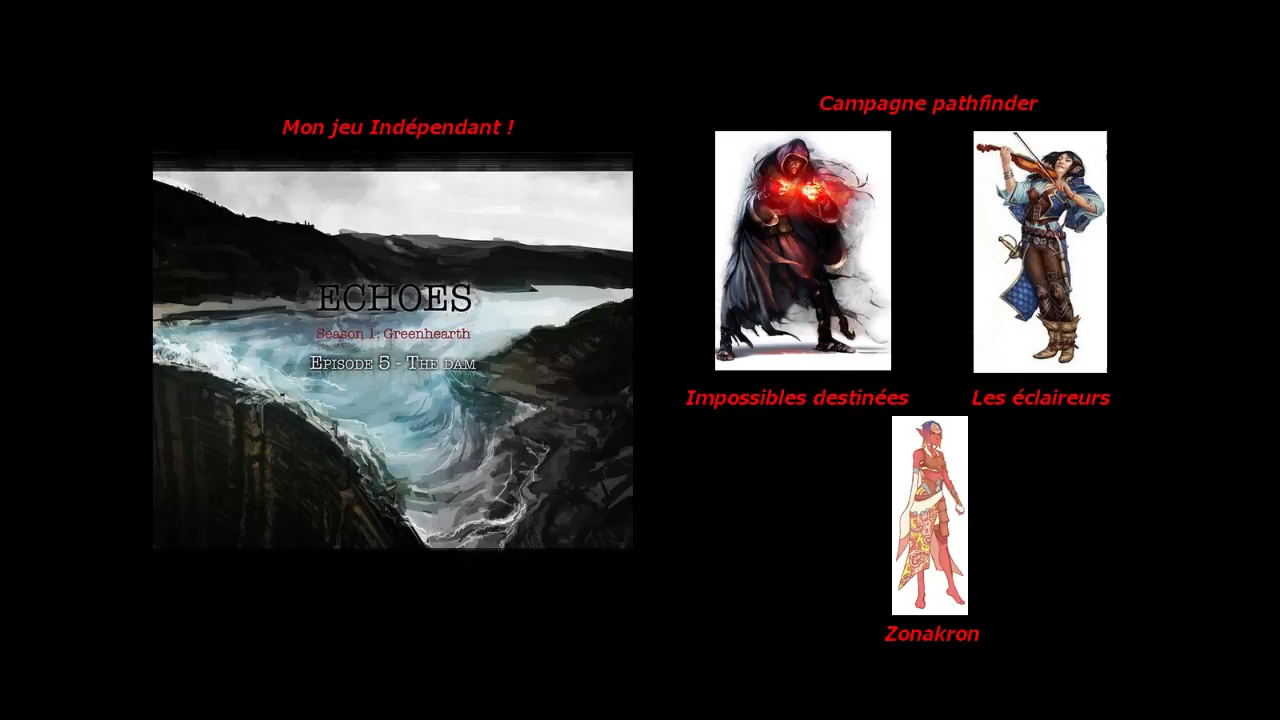 Mon jeu Indépendant !
ECHOES
Season 1: Greenhearth
Episode 5 - The dam
Campagne pathfinder
Impossibles destinées
Les éclaireurs
Zonakron